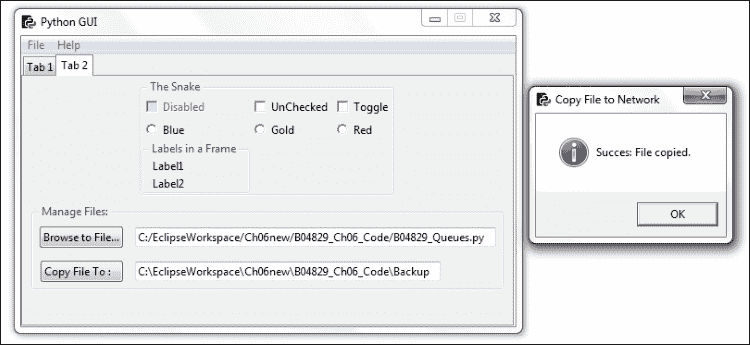 Python GUI
File Help
Tab 1 Tab 2
The Snake
Disabled UnChecked Toggle
Blue Gold Red
Labels in a Frame
Label1
Label2
Manage Files:
Browse to File... C:/EclipseWorkspace/Ch06new/B04829_Ch06_Code/B04829_Queues.py
Copy File To : C:\EclipseWorkspace\Ch06new\B04829_Ch06_Code\Backup
Copy File to Network
Succes: File copied.
OK